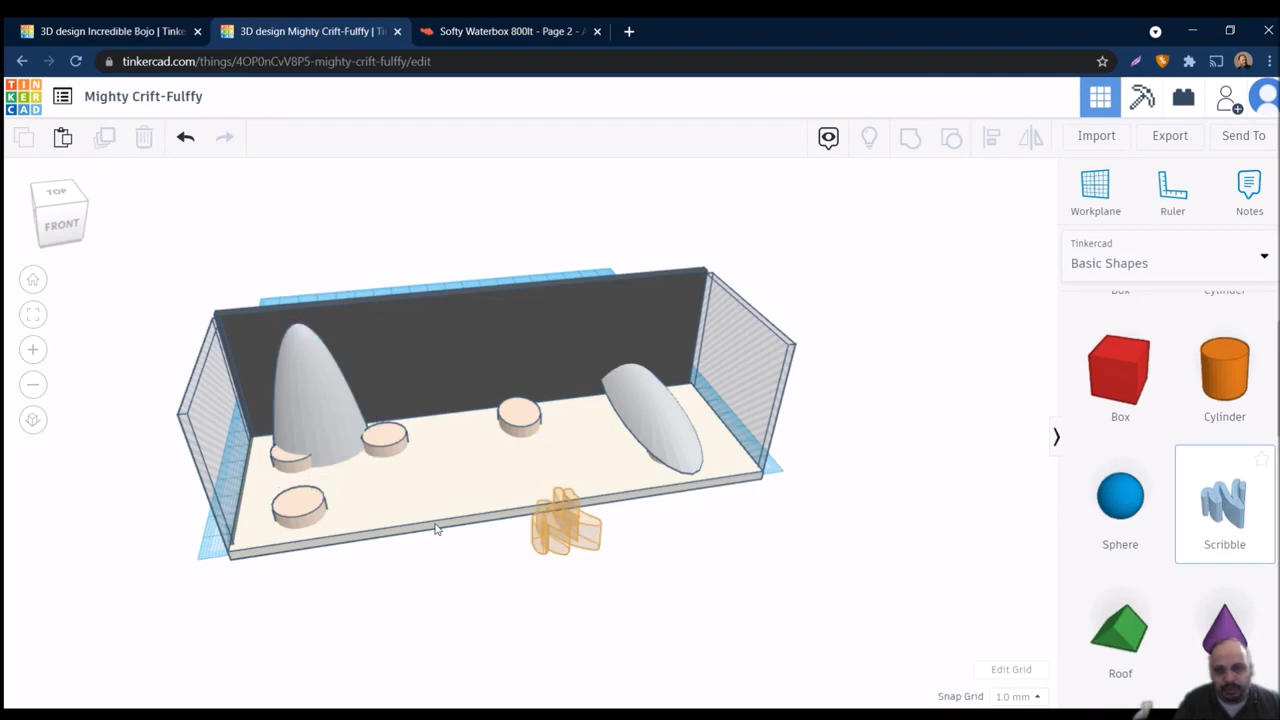 3D design Incredible Bojo | Tinke
3D design Mighty Crift-Fulffy | Ti
Softy Waterbox 800lt - Page 2 - A
tinkercad.com/things/4OP0nCvV8P5-mighty-crift-fulffy/edit
TIN
KER
CAD
Mighty Crift-Fulffy
Import
Export
Send To
TOP
FRONT
Workplane
Ruler
Notes
Tinkercad
Basic Shapes
Box
Cylinder
Box
Cylinder
Sphere
Scribble
Roof
Edit Grid
Snap Grid
1.0 mm